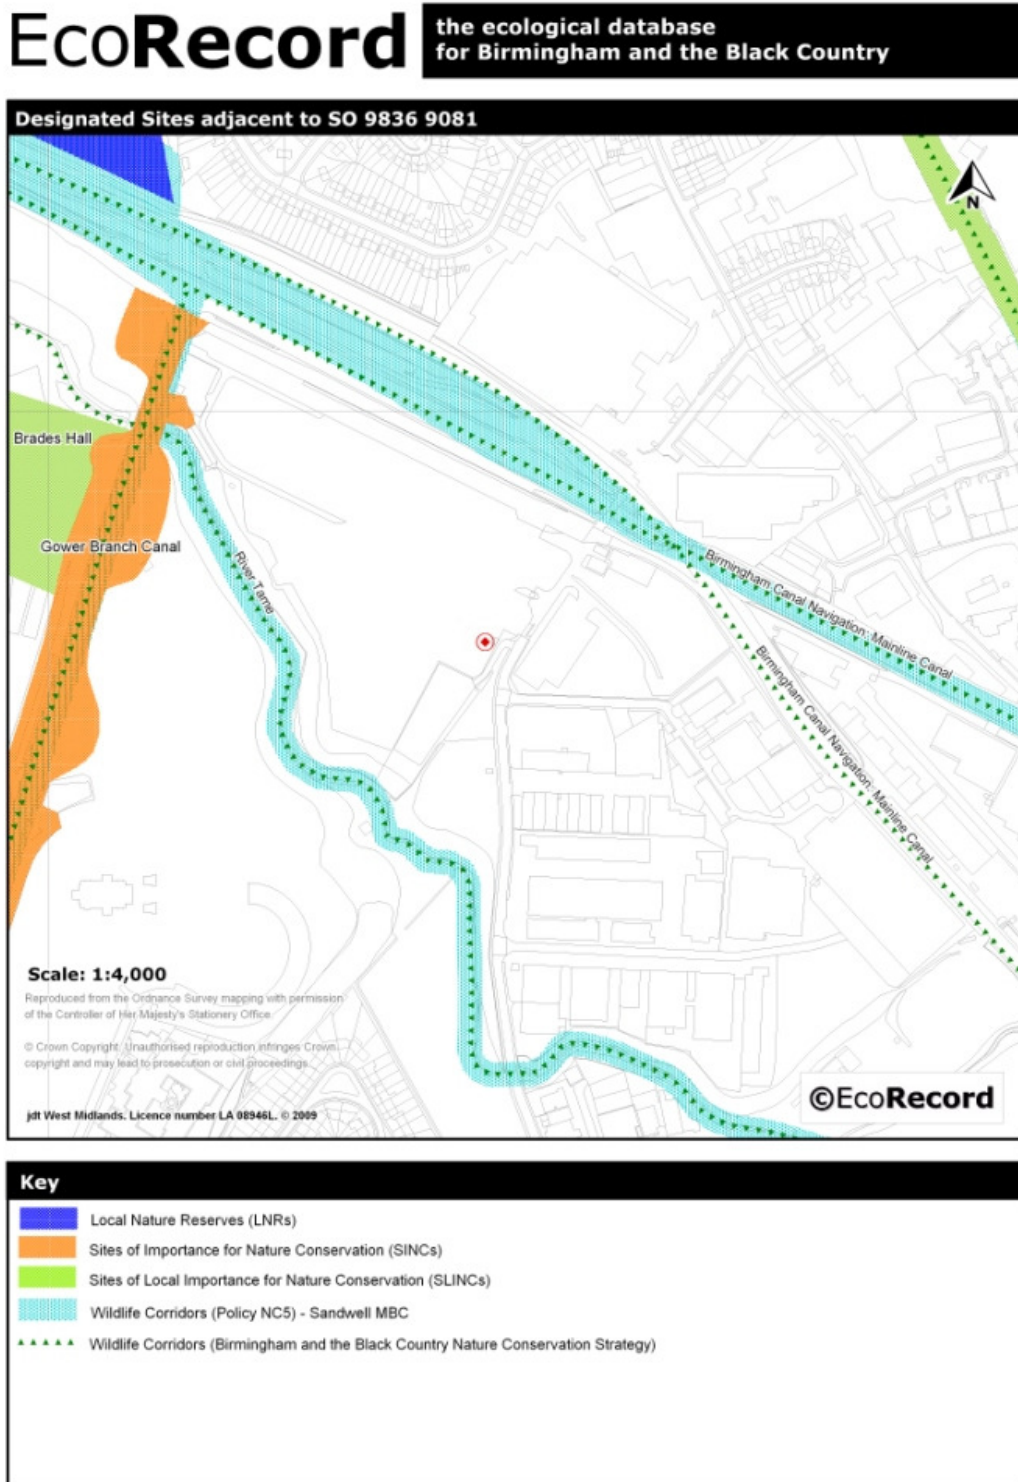 EcoRecord
the ecological database
for Birmingham and the Black Country
Designated Sites adjacent to SO 9836 9081
N
Brades Hall
Gower Branch Canal
River Tame
Birmingham Canal Navigation: Mainline Canal
Birmingham Canal Navigation: Mainline Canal
Scale: 1:4,000
Reproduced from the Ordnance Survey mapping with permission
of the Controller of Her Majesty's Stationery Office.
© Crown Copyright. Unauthorised reproduction infringes Crown
copyright and may lead to prosecution or civil proceedings.
jdt West Midlands. Licence number LA 08946L. © 2009
©EcoRecord
Key
Local Nature Reserves (LNRs)
Sites of Importance for Nature Conservation (SINCs)
Sites of Local Importance for Nature Conservation (SLINCs)
Wildlife Corridors (Policy NC5) - Sandwell MBC
Wildlife Corridors (Birmingham and the Black Country Nature Conservation Strategy)